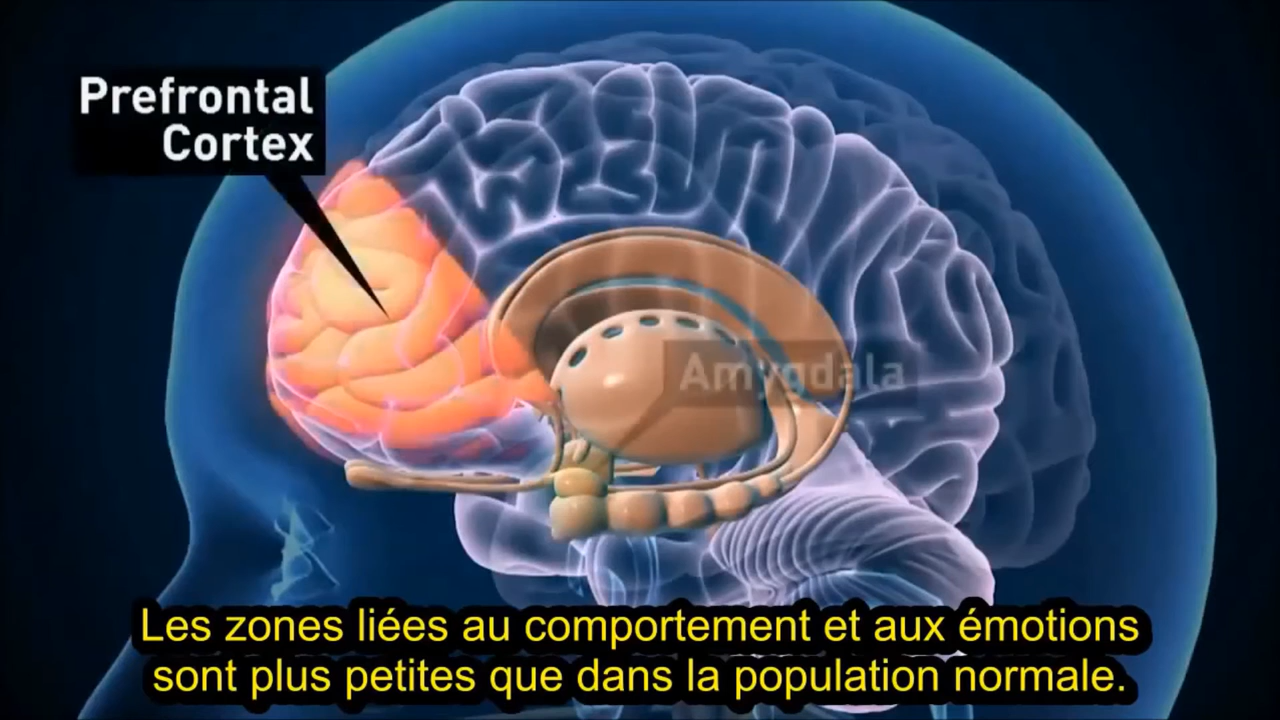 Prefrontal
Cortex
Amygdala
Les zones liées au comportement et aux émotions
sont plus petites que dans la population normale.